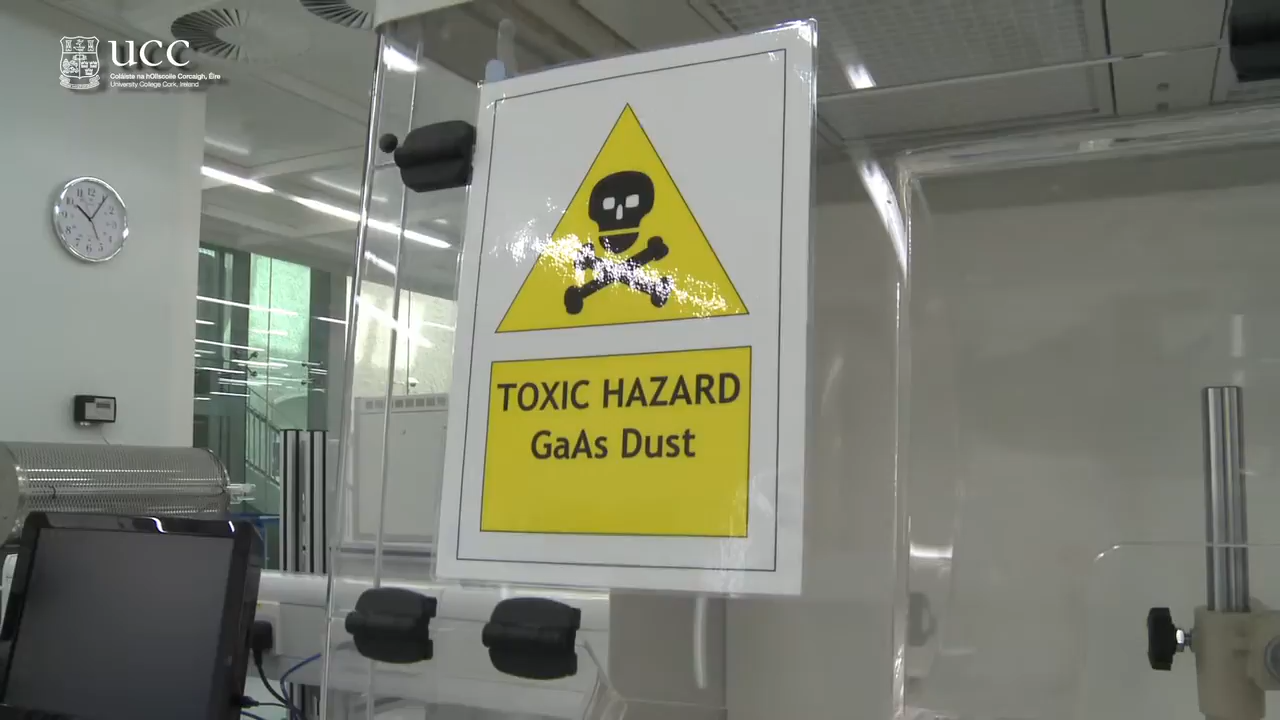 UCC
Coláiste na hOllscoile Corcaigh, Éire
University College Cork, Ireland
TOXIC HAZARD
GaAs Dust